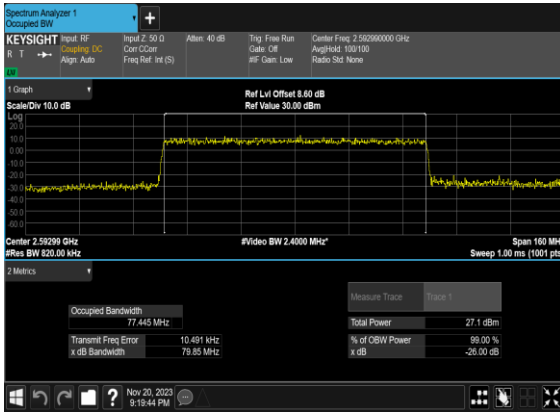 Spectrum Analyzer 1
Occupied BW
+
KEYSIGHT
R T
LW
Input: RF
Coupling: DC
Align: Auto
Input Z: 50 Ω
Corr CCorr
Freq Ref: Int (S)
Atten: 40 dB
Trig: Free Run
Gate: Off
#IF Gain: Low
Center Freq: 2.592990000 GHz
Avg|Hold: 100/100
Radio Std: None
1 Graph
Scale/Div 10.0 dB
Ref Lvl Offset 8.60 dB
Ref Value 30.00 dBm
Log
20.0
10.0
0.00
-10.0
-20.0
-30.0
-40.0
-50.0
-60.0
Center 2.59299 GHz
#Res BW 820.00 kHz
#Video BW 2.4000 MHz*
Span 160 MH
Sweep 1.00 ms (1001 pts
2 Metrics
Occupied Bandwidth
77.445 MHz
Transmit Freq Error 10.491 kHz
x dB Bandwidth 79.85 MHz
Measure Trace Trace 1
Total Power 27.1 dBm
% of OBW Power 99.00 %
x dB -26.00 dB
?
Nov 20, 2023
9:19:44 PM